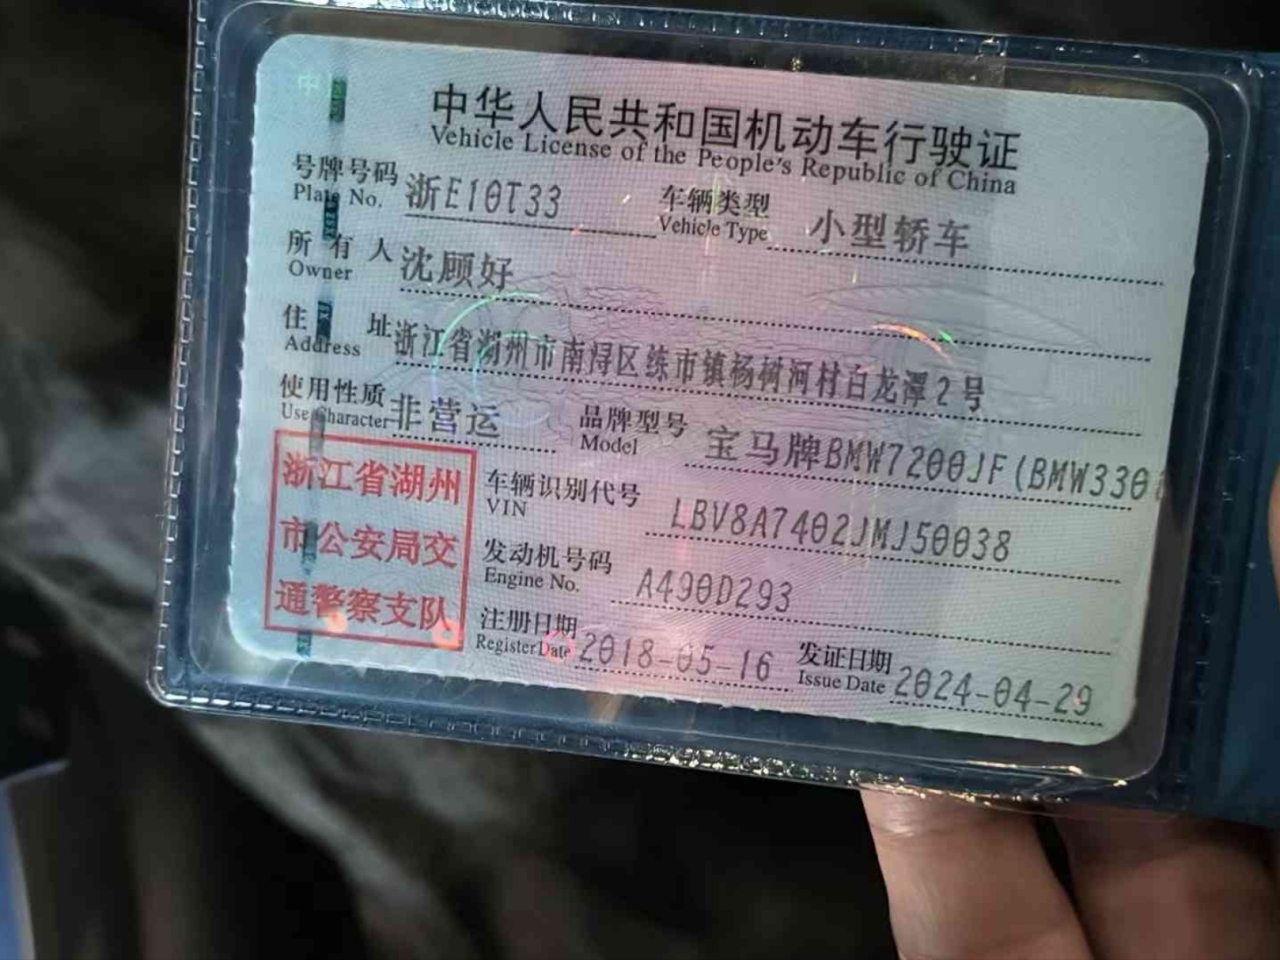 中华人民共和国机动车行驶证
Vehicle License of the People's Republic of China
号牌号码 浙E10T33 车辆类型 小型轿车
Plate No. Vehicle Type
所有人 沈顾好
Owner
住址 浙江省湖州市南浔区练市镇杨树河村白龙潭2号
Address
使用性质 非营运 品牌型号 宝马牌BMW7200JF(BMW330
Use Character Model
浙江省湖州
市公安局交
通警察支队
车辆识别代号 LBV8A7402JMJ50038
VIN
发动机号码 A490D293
Engine No.
注册日期 2018-05-16 发证日期 2024-04-29
Register Date Issue Date